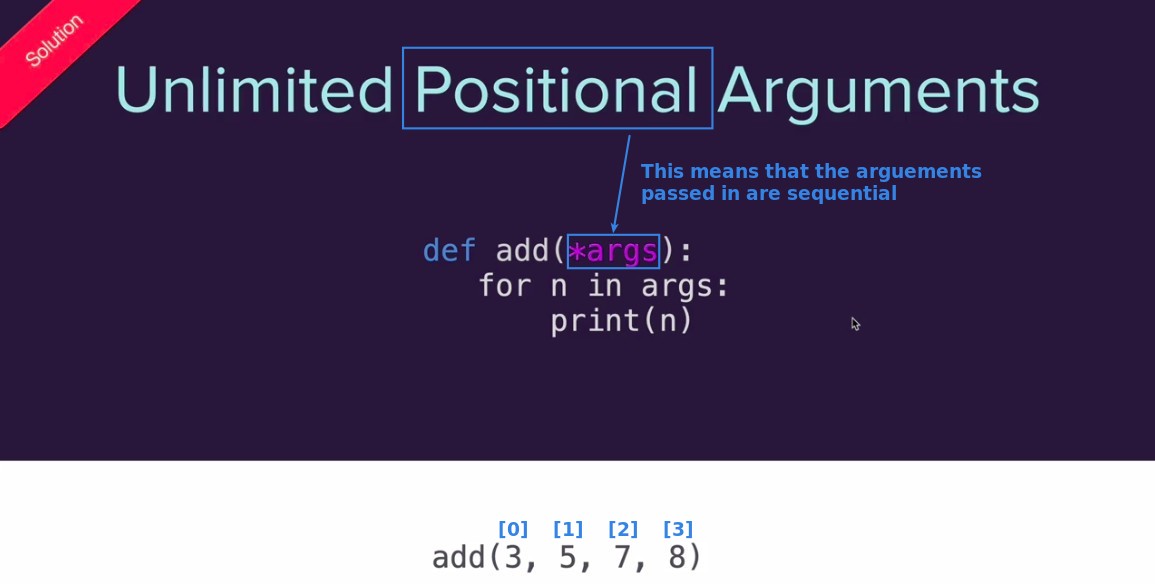 Solution
Unlimited Positional Arguments
This means that the arguements
passed in are sequential
def add(*args):
for n in args:
print(n)
[0] [1] [2] [3]
add(3, 5, 7, 8)